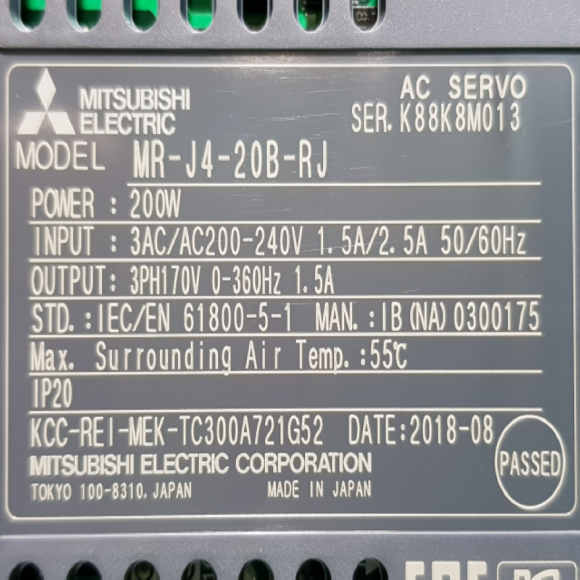 MITSUBISHI
ELECTRIC
AC SERVO
SER. K88K8M013
MODEL MR-J4-20B-RJ
POWER : 200W
INPUT : 3AC/AC200-240V 1.5A/2.5A 50/60Hz
OUTPUT: 3PH170V 0-360Hz 1.5A
STD.:IEC/EN 61800-5-1 MAN.:IB(NA)0300175
Max. Surrounding Air Temp.:55℃
IP20
KCC-REI-MEK-TC300A721G52 DATE:2018-08
MITSUBISHI ELECTRIC CORPORATION
TOKYO 100-8310, JAPAN MADE IN JAPAN
PASSED